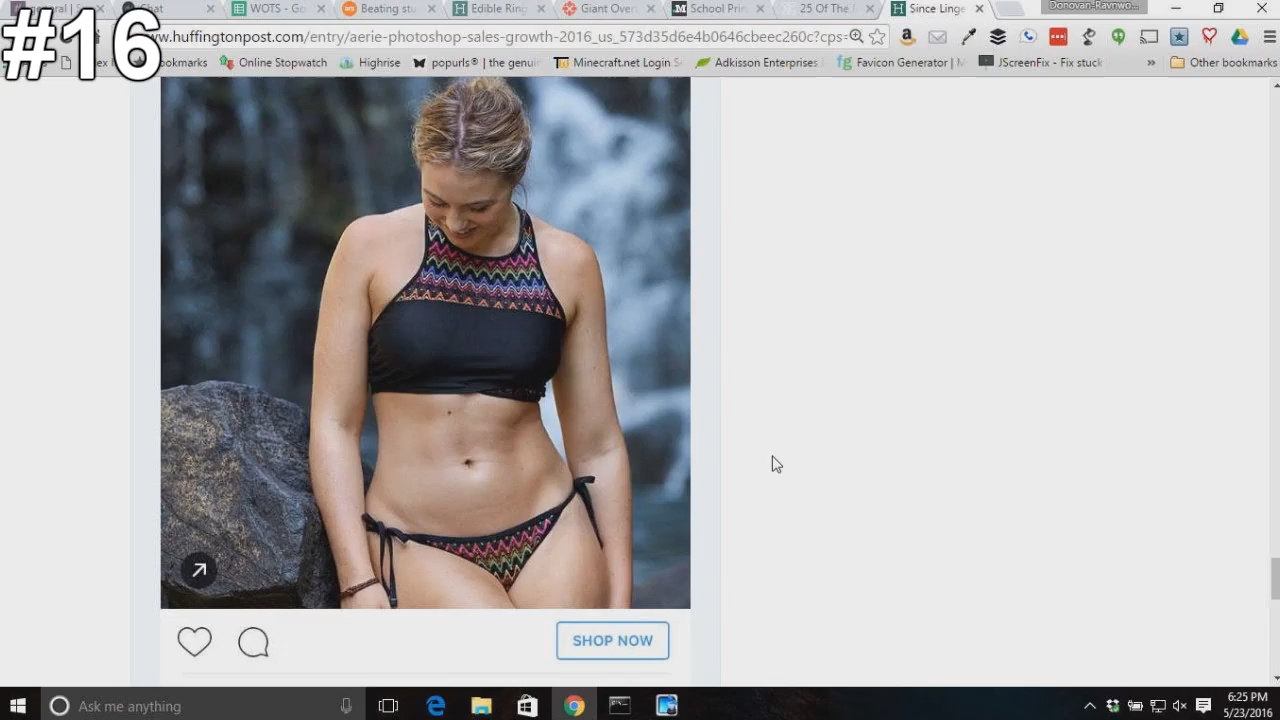 #16
Chat
WOTS - Go
Beating stu
Edible Ring
Giant Over
School Prin
25 Of The
Since Linge
Donovan-Ravnwo...
w.huffingtonpost.com/entry/aerie-photoshop-sales-growth-2016_us_573d35d6e4b0646cbeec260c?cps=
okmarks
Online Stopwatch
Highrise
popurls® | the genui
Minecraft.net Login S
Adkisson Enterprises
Favicon Generator | M
JScreenFix - Fix stuck
»
Other bookmarks
SHOP NOW
Ask me anything
6:25 PM
5/23/2016